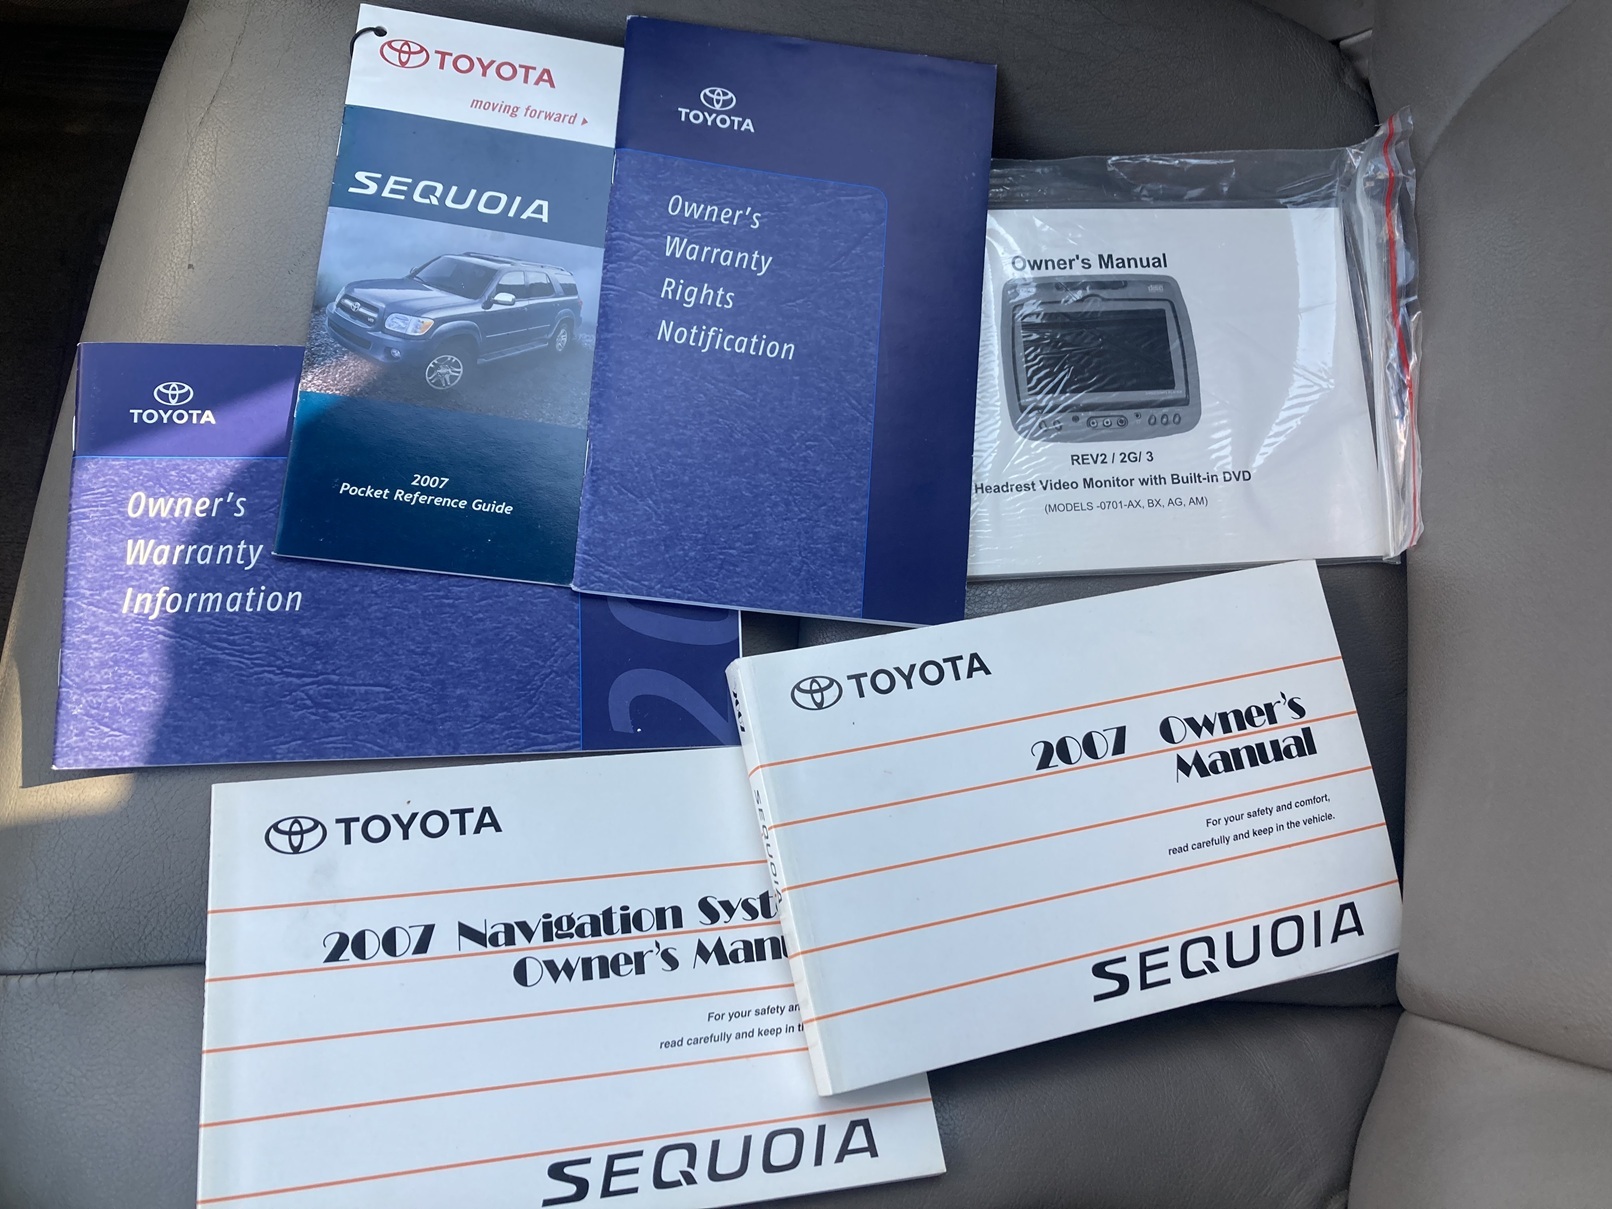 TOYOTA
moving forward
SEQUOIA
2007
Pocket Reference Guide
TOYOTA
Owner's
Warranty
Rights
Notification
Owner's Manual
REV2 / 2G/ 3
Headrest Video Monitor with Built-in DVD
(MODELS -0701-AX, BX, AG, AM)
TOYOTA
Owner's
Warranty
Information
20
TOYOTA
2007 Owner's
Manual
For your safety and comfort,
read carefully and keep in the vehicle.
SEQUOIA
SEQUOIA
TOYOTA
2007 Navigation Syst
Owner's Manu
For your safety an
read carefully and keep in t
SEQUOIA